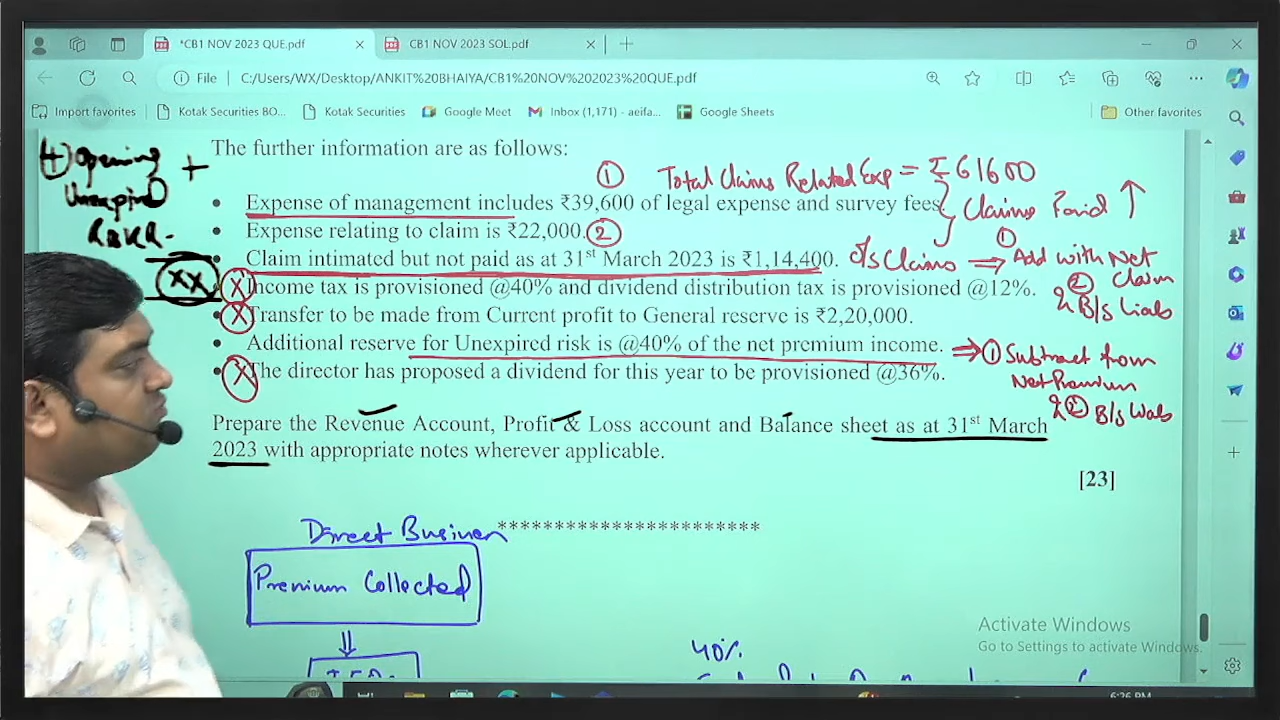 *CB1 NOV 2023 QUE.pdf
CB1 NOV 2023 SOL.pdf
File C:/Users/WX/Desktop/ANKIT%20BHAIYA/CB1%20NOV%202023%20QUE.pdf
Import favorites Kotak Securities BO... Kotak Securities Google Meet Inbox (1,171) - aeifa... Google Sheets Other favorites
(+) Opening +
Unexpired
XX
The further information are as follows:
① Total Claims Related Exp = ₹61600
• Expense of management includes ₹39,600 of legal expense and survey fees
Claims Paid ↑
• Expense relating to claim is ₹22,000. ②
• Claim intimated but not paid as at 31st March 2023 is ₹1,14,400.
O/s Claims ⇒ ① Add with Net
Claim
② & B/s Liabs
• Income tax is provisioned @40% and dividend distribution tax is provisioned @12%.
• Transfer to be made from Current profit to General reserve is ₹2,20,000.
• Additional reserve for Unexpired risk is @40% of the net premium income.
⇒ ① Subtract from
Net Premium
& ② B/s Liabs
• The director has proposed a dividend for this year to be provisioned @36%.
Prepare the Revenue Account, Profit & Loss account and Balance sheet as at 31st March
2023 with appropriate notes wherever applicable.
[23]
Direct Business
**********************
Premium Collected
40%
Activate Windows
Go to Settings to activate Windows.
6:26 PM